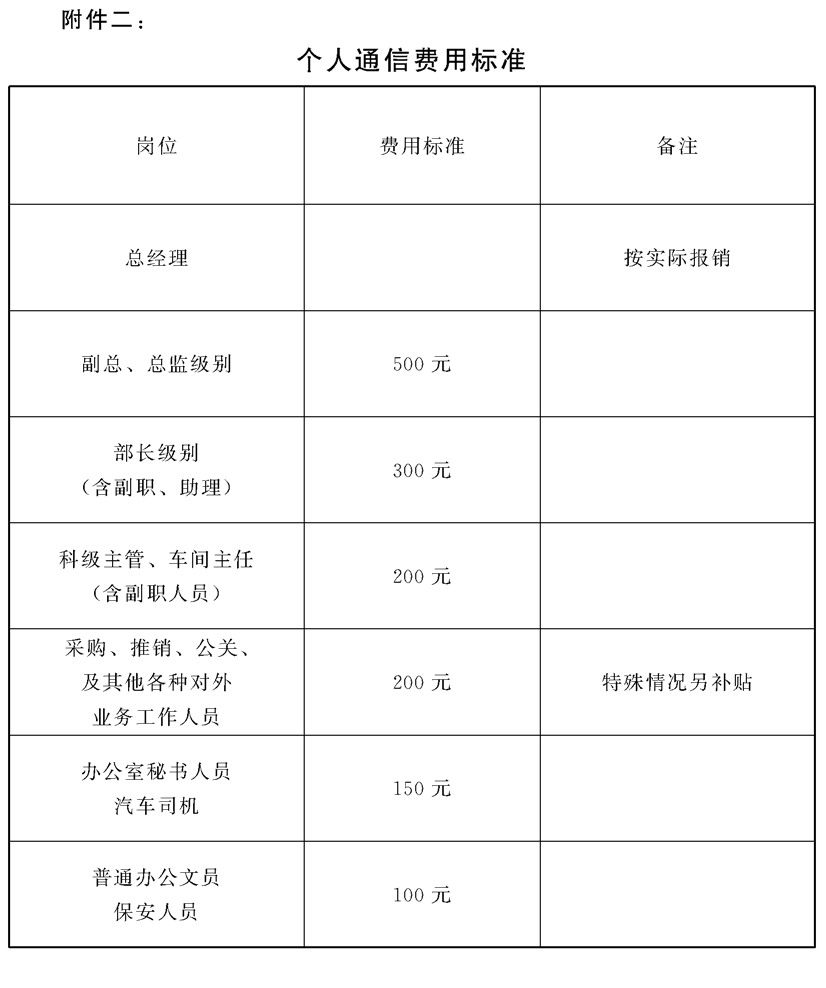 附件二：
个人通信费用标准
岗位 费用标准 备注
总经理 按实际报销
副总、总监级别 500 元
部长级别
（含副职、助理） 300 元
科级主管、车间主任
（含副职人员） 200 元
采购、推销、公关、
及其他各种对外 200 元 特殊情况另补贴
业务工作人员
办公室秘书人员
汽车司机 150 元
普通办公文员
保安人员 100 元